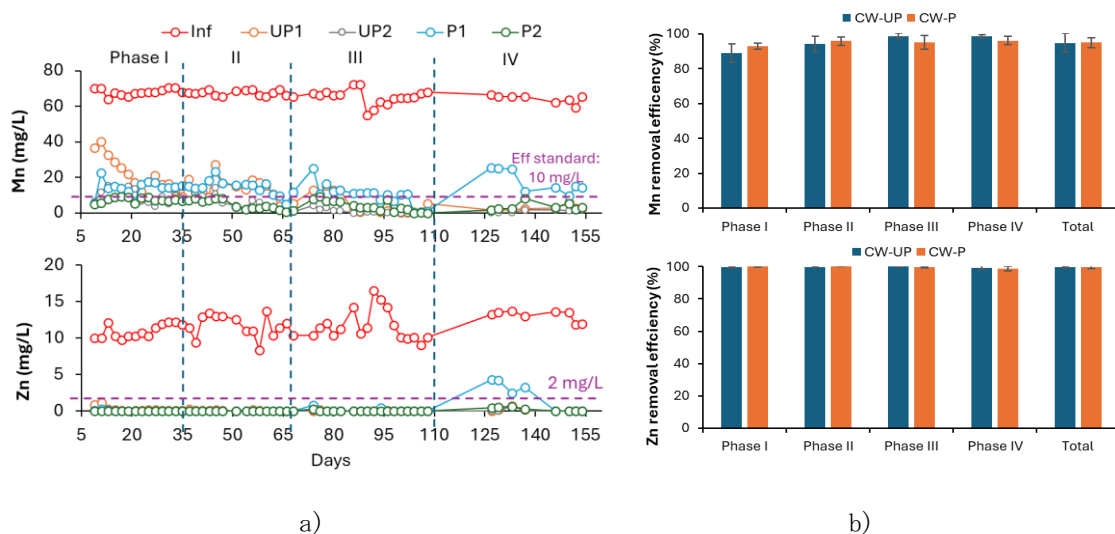 Inf UP1 UP2 P1 P2
Phase I II III IV
Mn (mg/L)
80
60
40
20
0
Eff standard:
10 mg/L
5 20 35 50 65 80 95 110 125 140 155
Zn (mg/L)
20
15
10
5
0
2 mg/L
5 20 35 50 65 80 95 110 125 140 155
Days
a)
CW-UP CW-P
Mn removal efficency (%)
100
80
60
40
20
0
Phase I Phase II Phase III Phase IV Total
CW-UP CW-P
Zn removal effciency (%)
100
80
60
40
20
0
Phase I Phase II Phase III Phase IV Total
b)